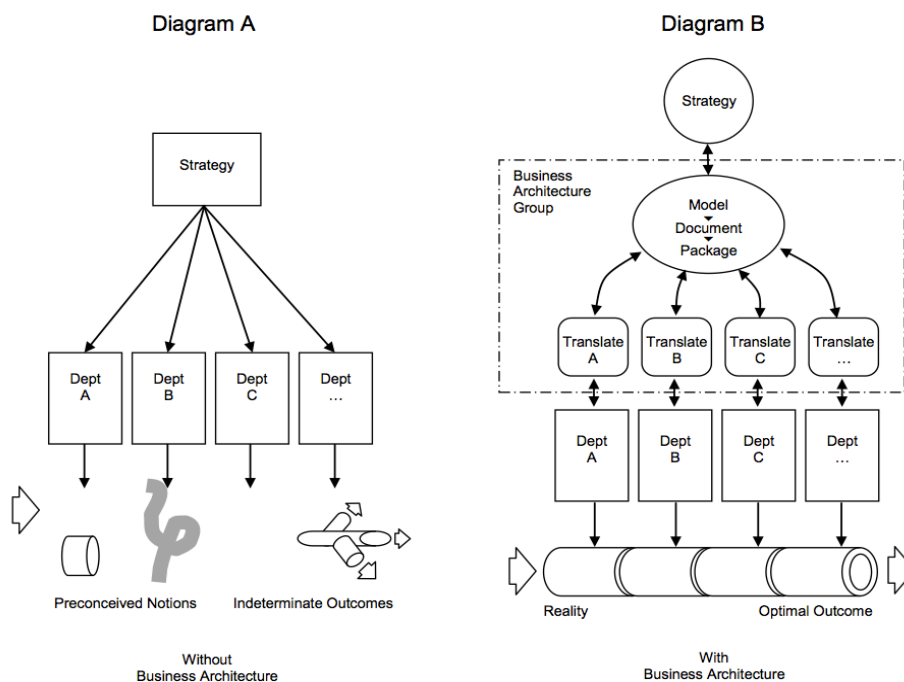 Diagram A
Strategy
Dept
A
Dept
B
Dept
C
Dept
...
Preconceived Notions
Indeterminate Outcomes
Without
Business Architecture
Diagram B
Strategy
Business
Architecture
Group
Model
Document
Package
Translate
A
Translate
B
Translate
C
Translate
...
Dept
A
Dept
B
Dept
C
Dept
...
Reality
Optimal Outcome
With
Business Architecture